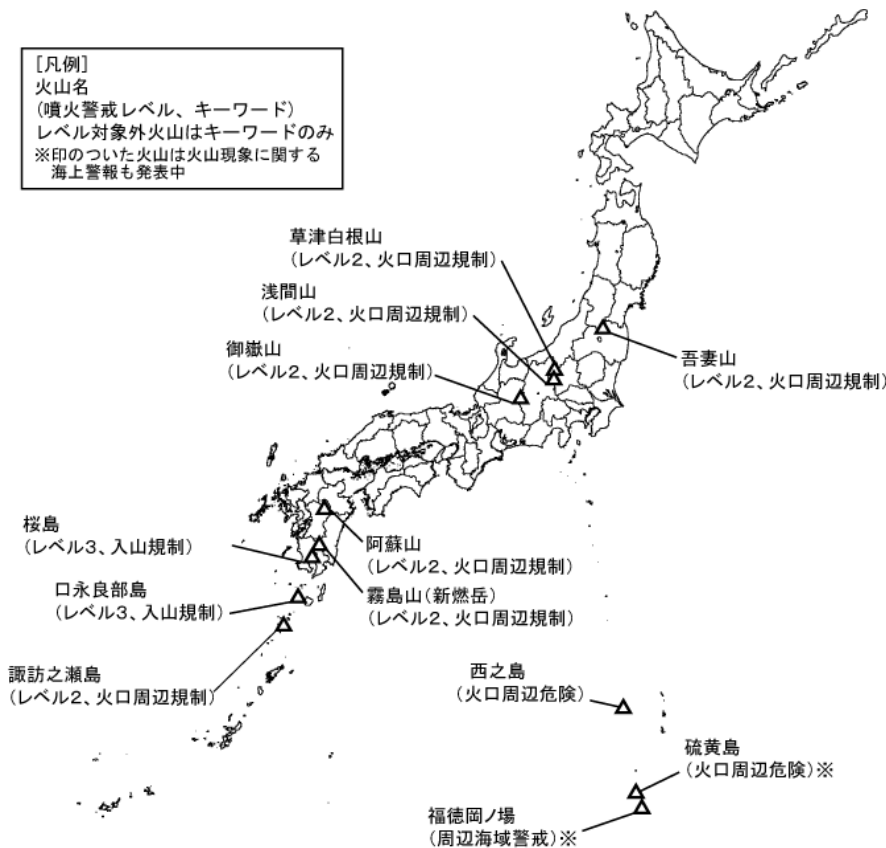 [凡例]
火山名
(噴火警戒レベル、キーワード)
レベル対象外火山はキーワードのみ
※印のついた火山は火山現象に関する
海上警報も発表中
草津白根山
(レベル2、火口周辺規制)
浅間山
(レベル2、火口周辺規制)
御嶽山
(レベル2、火口周辺規制)
吾妻山
(レベル2、火口周辺規制)
桜島
(レベル3、入山規制)
阿蘇山
(レベル2、火口周辺規制)
口永良部島
(レベル3、入山規制)
霧島山(新燃岳)
(レベル2、火口周辺規制)
諏訪之瀬島
(レベル2、火口周辺規制)
西之島
(火口周辺危険)
硫黄島
(火口周辺危険)※
福徳岡ノ場
(周辺海域警戒)※